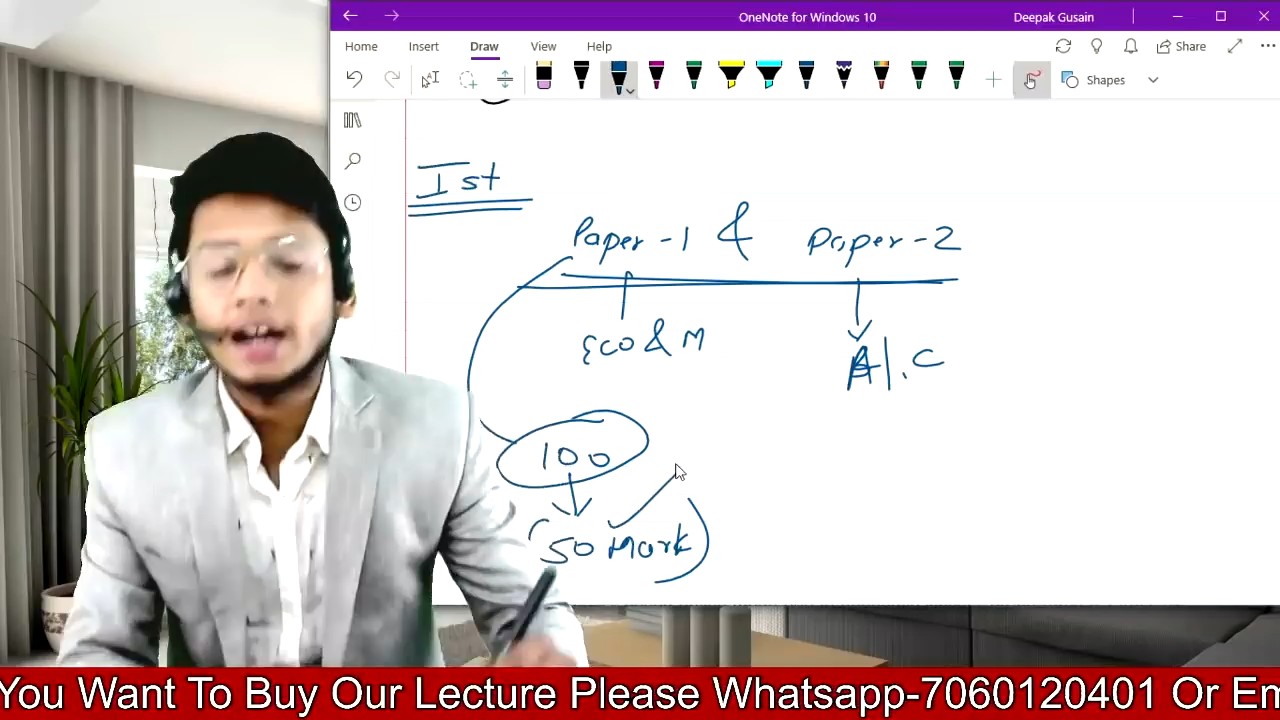 OneNote for Windows 10
Deepak Gusain
Home Insert Draw View Help
Share
Shapes
Ist
Paper -1 & Paper -2
Eco & M
A/.C
100
(50 Mark)
You Want To Buy Our Lecture Please Whatsapp-7060120401 Or En